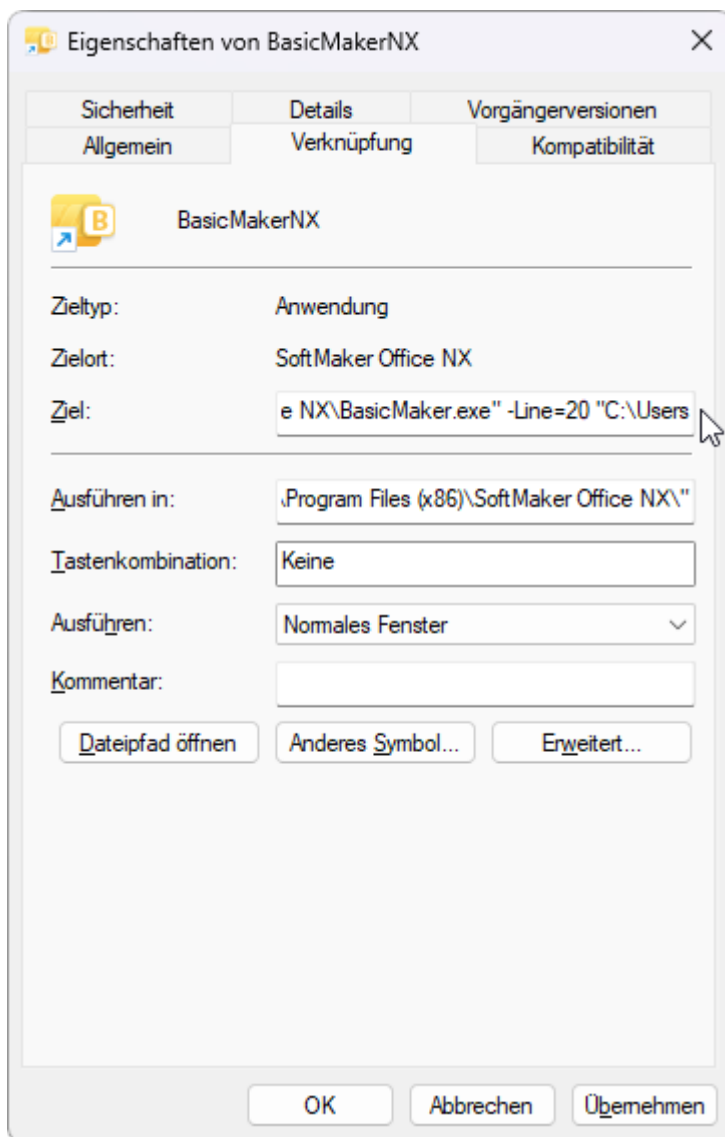 Eigenschaften von BasicMakerNX
Sicherheit Details Vorgängerversionen
Allgemein Verknüpfung Kompatibilität
B BasicMakerNX
Zieltyp: Anwendung
Zielort: SoftMaker Office NX
Ziel: e NX\BasicMaker.exe" -Line=20 "C:\Users
Ausführen in: \Program Files (x86)\SoftMaker Office NX\"
Tastenkombination: Keine
Ausführen: Normales Fenster
Kommentar:
Dateipfad öffnen Anderes Symbol... Erweitert...
OK Abbrechen Übernehmen